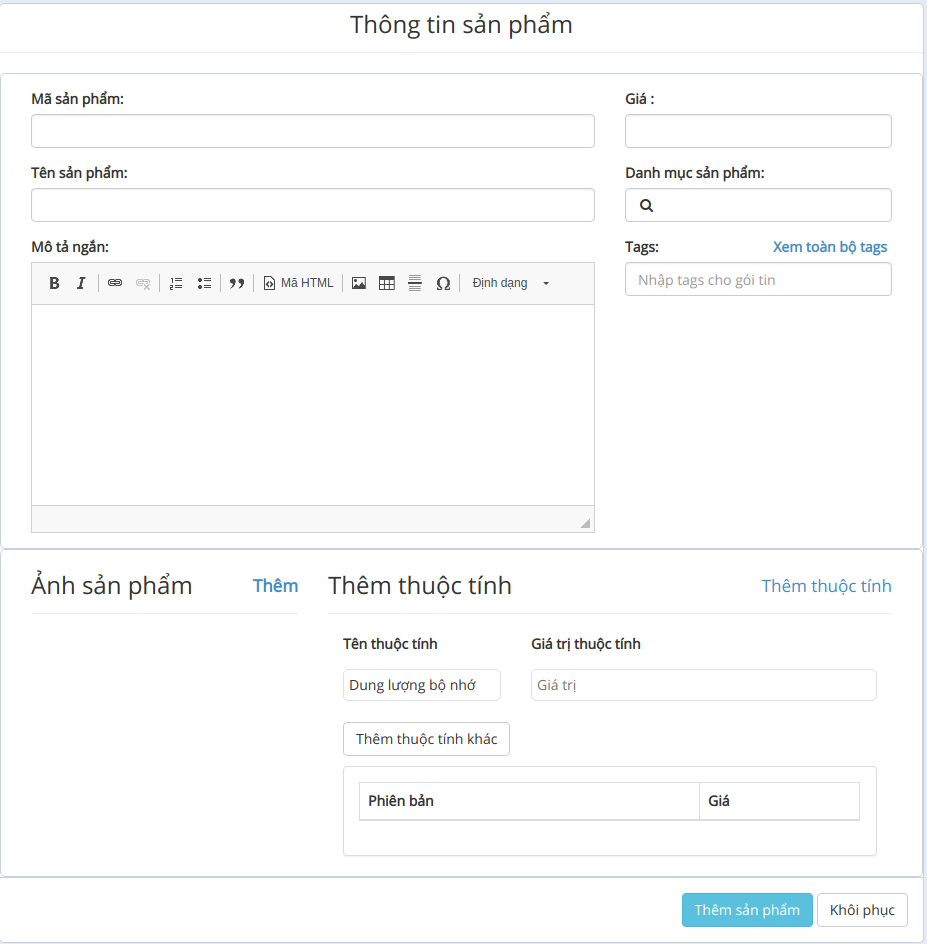 Thông tin sản phẩm
Mã sản phẩm:
Giá :
Tên sản phẩm:
Danh mục sản phẩm:
Mô tả ngắn:
Tags: Xem toàn bộ tags
B I Mã HTML Ω Định dạng
Nhập tags cho gói tin
Ảnh sản phẩm Thêm
Thêm thuộc tính Thêm thuộc tính
Tên thuộc tính Giá trị thuộc tính
Dung lượng bộ nhớ Giá trị
Thêm thuộc tính khác
Phiên bản Giá
Thêm sản phẩm Khôi phục